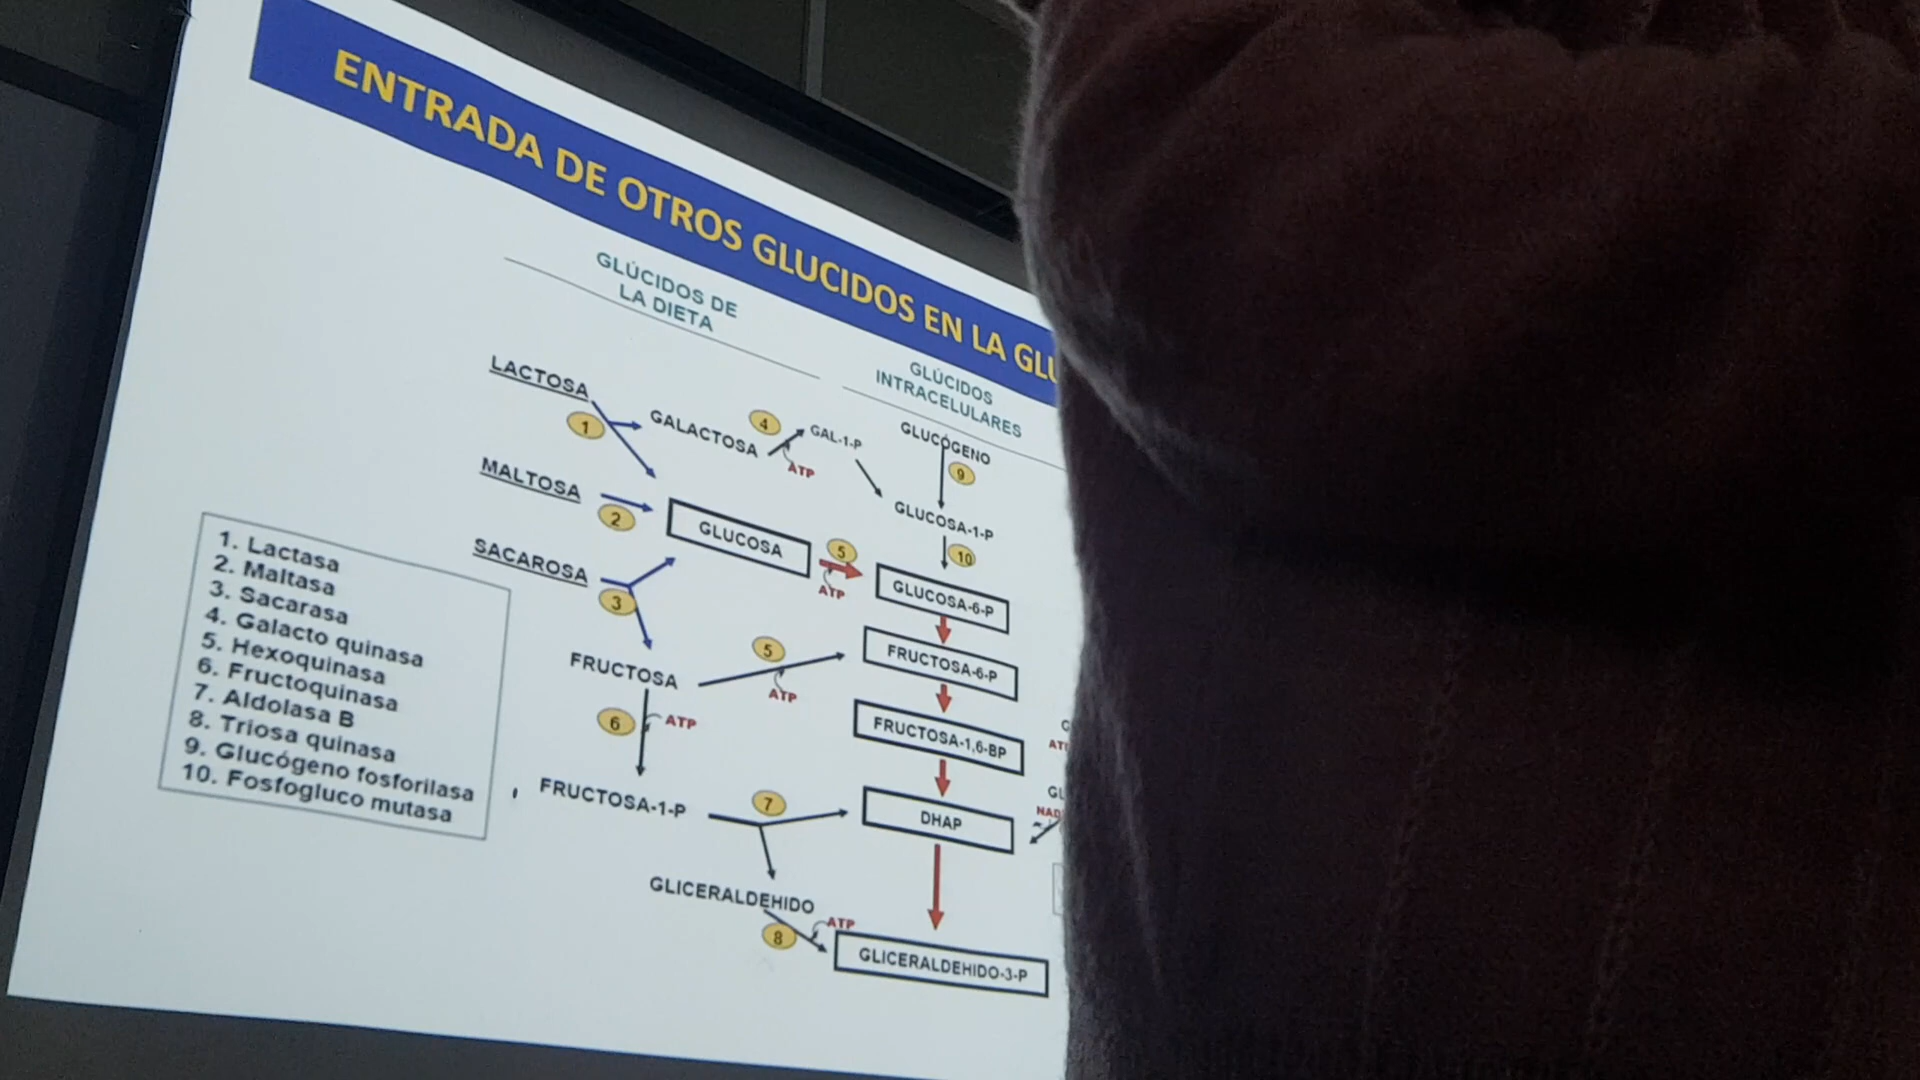 ENTRADA DE OTROS GLUCIDOS EN LA GLU
GLÚCIDOS DE
LA DIETA
GLÚCIDOS
INTRACELULARES
LACTOSA
1
GALACTOSA
4
ATP
GAL-1-P
GLUCÓGENO
9
MALTOSA
2
GLUCOSA
5
ATP
GLUCOSA-1-P
10
SACAROSA
3
GLUCOSA-6-P
FRUCTOSA
5
ATP
FRUCTOSA-6-P
6
ATP
FRUCTOSA-1,6-BP
FRUCTOSA-1-P
7
DHAP
NAD
GLICERALDEHIDO
8
ATP
GLICERALDEHIDO-3-P
1. Lactasa
2. Maltasa
3. Sacarasa
4. Galacto quinasa
5. Hexoquinasa
6. Fructoquinasa
7. Aldolasa B
8. Triosa quinasa
9. Glucógeno fosforilasa
10. Fosfogluco mutasa